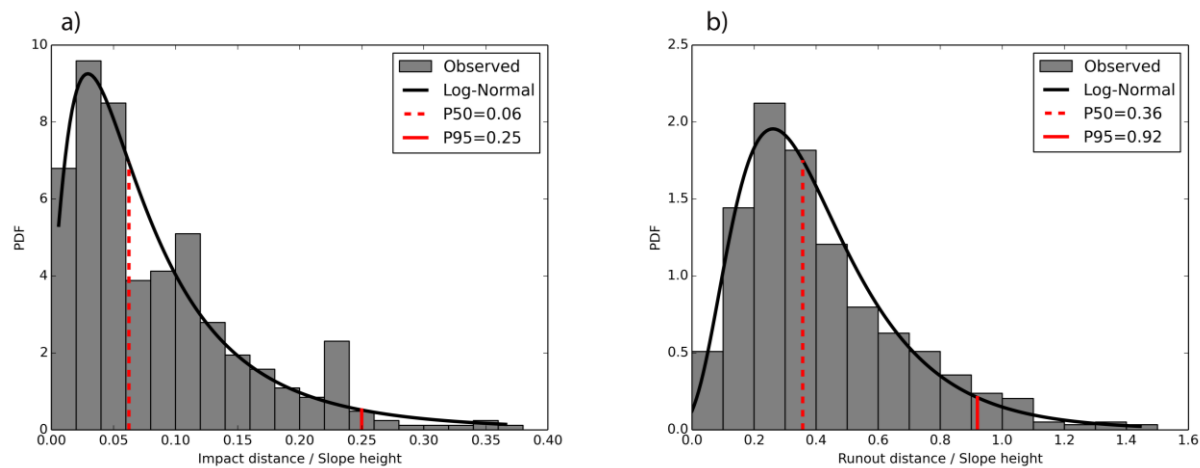 a)
10
8
6
4
2
0
PDF
0.00 0.05 0.10 0.15 0.20 0.25 0.30 0.35 0.40
Impact distance / Slope height
Observed
Log-Normal
P50=0.06
P95=0.25
b)
2.5
2.0
1.5
1.0
0.5
0.0
PDF
0.0 0.2 0.4 0.6 0.8 1.0 1.2 1.4 1.6
Runout distance / Slope height
Observed
Log-Normal
P50=0.36
P95=0.92